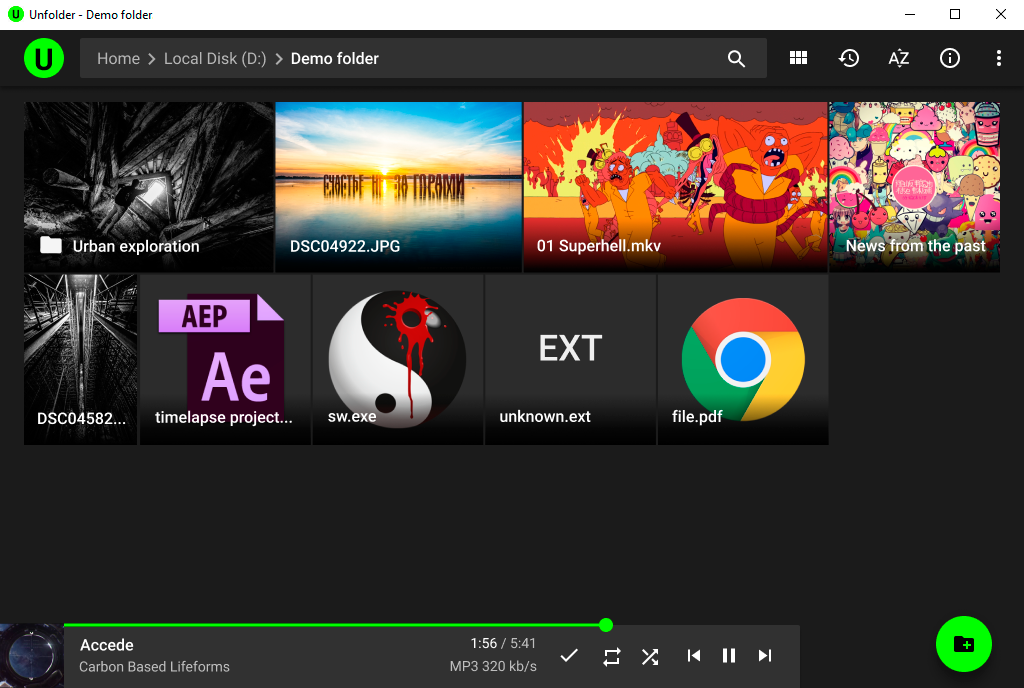 U Unfolder - Demo folder
U Home Local Disk (D:) Demo folder
AZ
СЧАСТЬЕ НЕ ЗА ГОРАМИ
Urban exploration
DSC04922.JPG
01 Superhell.mkv
News from the past
AEP
Ae
EXT
DSC04582...
timelapse project...
sw.exe
unknown.ext
file.pdf
Accede
1:56 / 5:41
Carbon Based Lifeforms
MP3 320 kb/s